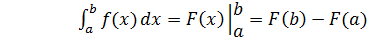 ∫_a^b f(x) dx = F(x) |_a^b = F(b) − F(a)